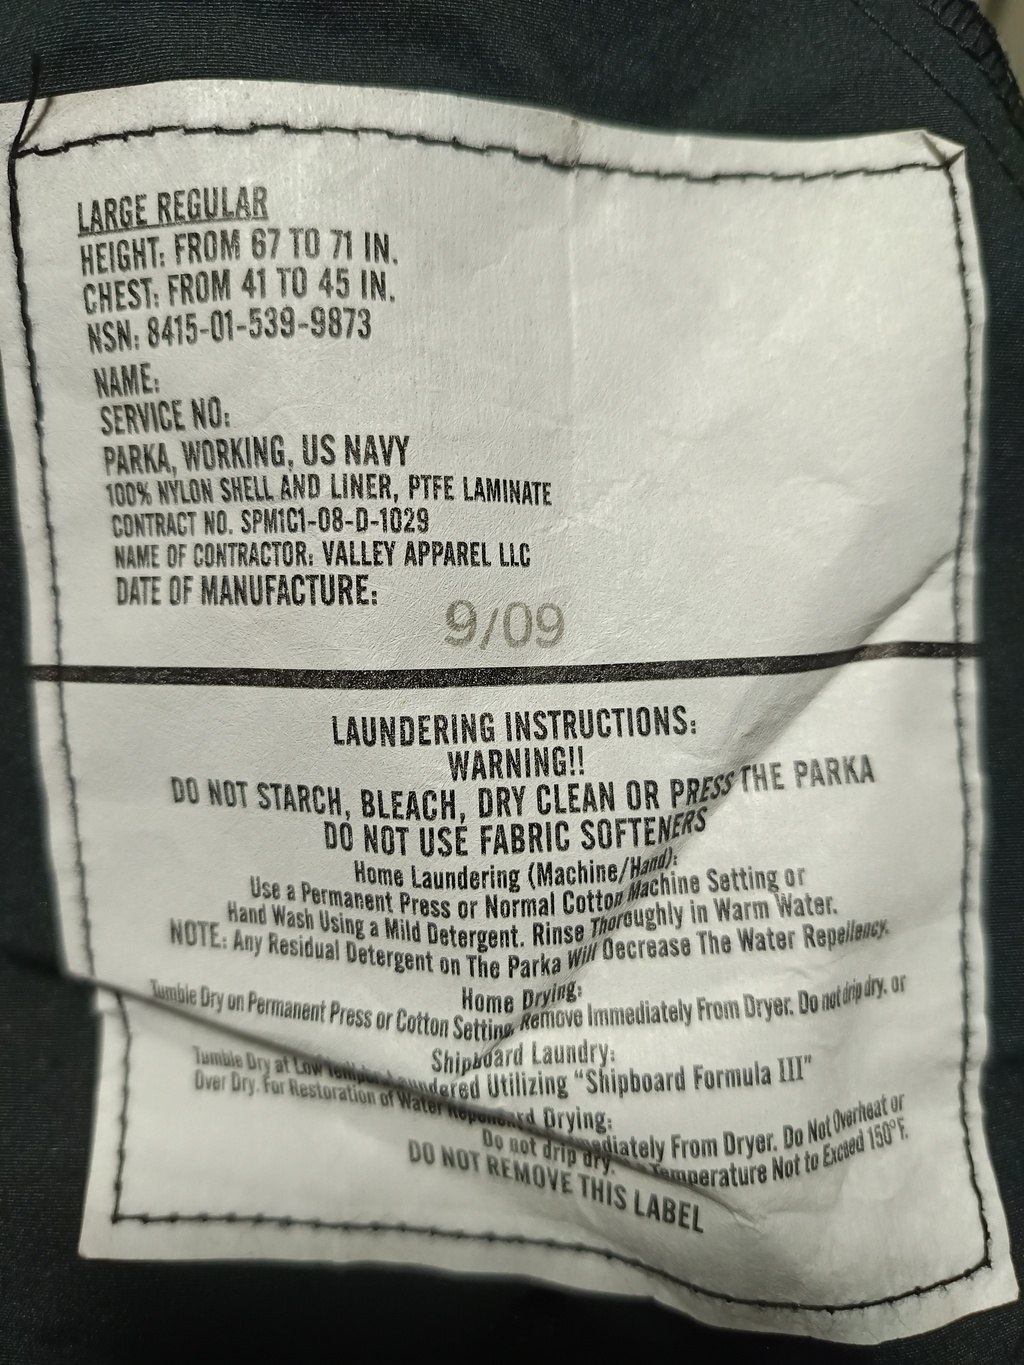 LARGE REGULAR
HEIGHT: FROM 67 TO 71 IN.
CHEST: FROM 41 TO 45 IN.
NSN: 8415-01-539-9873
NAME:
SERVICE NO:
PARKA, WORKING, US NAVY
100% NYLON SHELL AND LINER, PTFE LAMINATE
CONTRACT NO. SPM1C1-08-D-1029
NAME OF CONTRACTOR: VALLEY APPAREL LLC
DATE OF MANUFACTURE:
9/09
LAUNDERING INSTRUCTIONS:
WARNING!!
DO NOT STARCH, BLEACH, DRY CLEAN OR PRESS THE PARKA
DO NOT USE FABRIC SOFTENERS
Home Laundering (Machine/Hand):
Use a Permanent Press or Normal Cotton Machine Setting or
Hand Wash Using a Mild Detergent. Rinse Thoroughly in Warm Water.
NOTE: Any Residual Detergent on The Parka Will Decrease The Water Repellency.
Home Drying:
Tumble Dry on Permanent Press or Cotton Setting. Remove Immediately From Dryer. Do not drip dry. or
Shipboard Laundry:
Utilizing "Shipboard Formula III"
Drying:
Tumble Dry at Low From Dryer. Do Not Overheat or
Over Dry. For Restoration of Water Temperature Not to Exceed 150°F.
Do not drip dry.
DO NOT REMOVE THIS LABEL